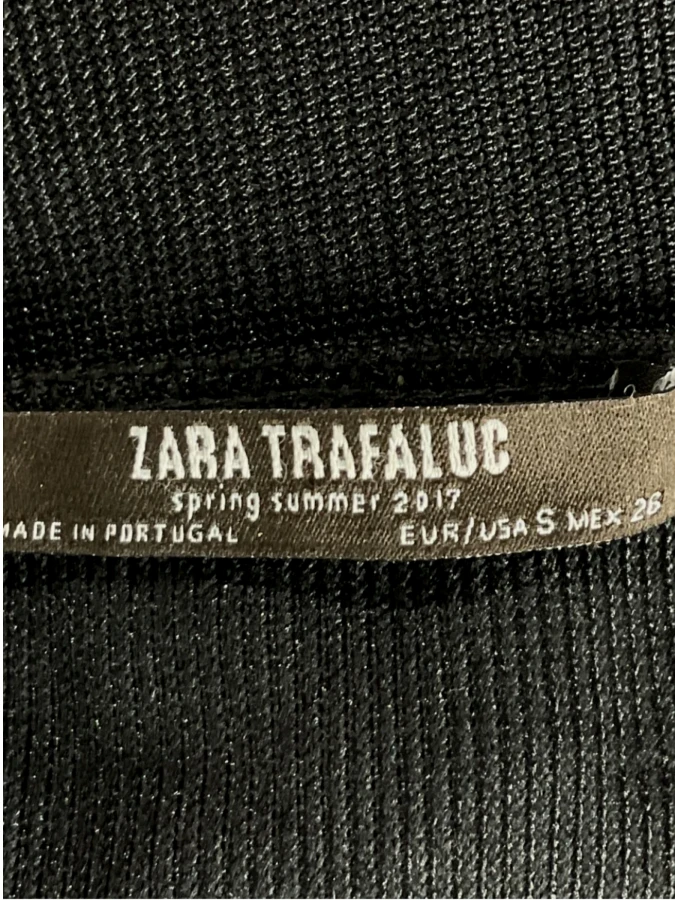 ZARA TRAFALUC
spring summer 2017
MADE IN PORTUGAL EUR/USA S MEX 26